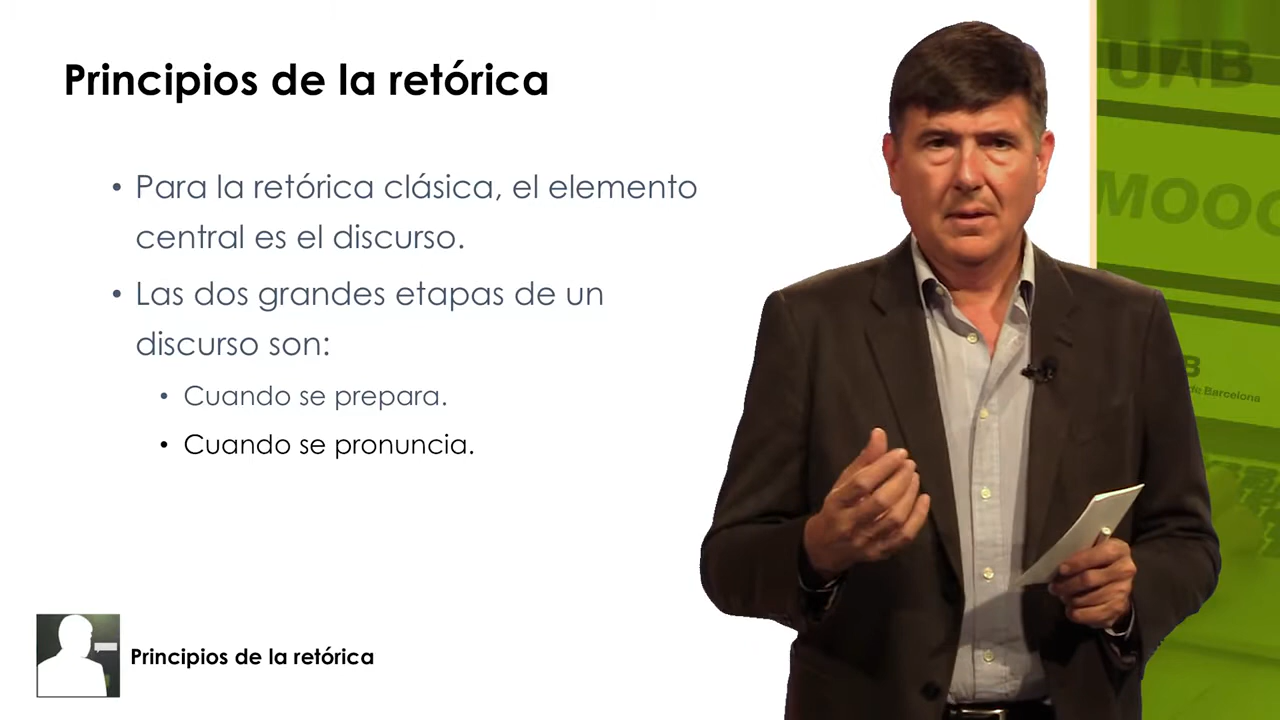 Principios de la retórica
• Para la retórica clásica, el elemento
central es el discurso.
• Las dos grandes etapas de un
discurso son:
• Cuando se prepara.
• Cuando se pronuncia.
Principios de la retórica
UAB
MOOC
B
de Barcelona